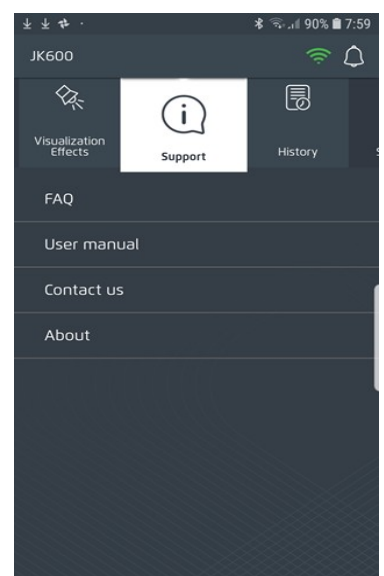 90% 7:59
JK600
Visualization
Effects
Support
History
FAQ
User manual
Contact us
About